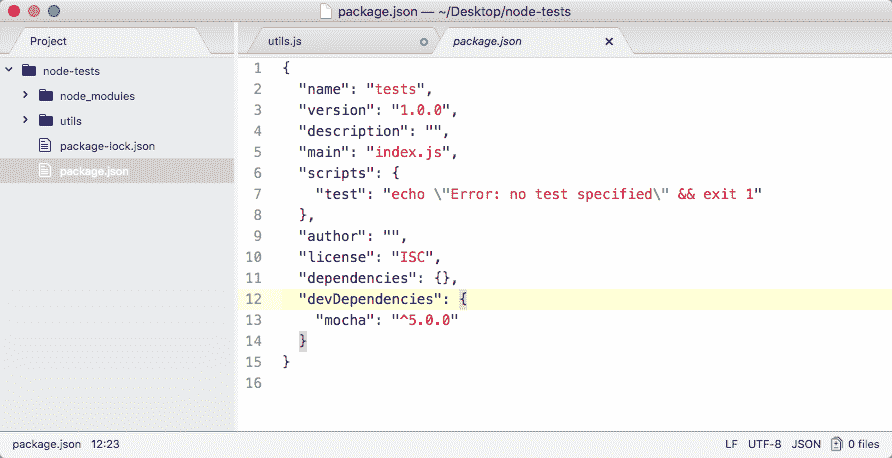 package.json — ~/Desktop/node-tests
Project
utils.js
package.json
node-tests
node_modules
utils
package-iock.json
package.json
1 {
2 "name": "tests",
3 "version": "1.0.0",
4 "description": "",
5 "main": "index.js",
6 "scripts": {
7 "test": "echo \"Error: no test specified\" && exit 1"
8 },
9 "author": "",
10 "license": "ISC",
11 "dependencies": {},
12 "devDependencies": {
13 "mocha": "^5.0.0"
14 }
15 }
16
package.json 12:23 LF UTF-8 JSON 0 files